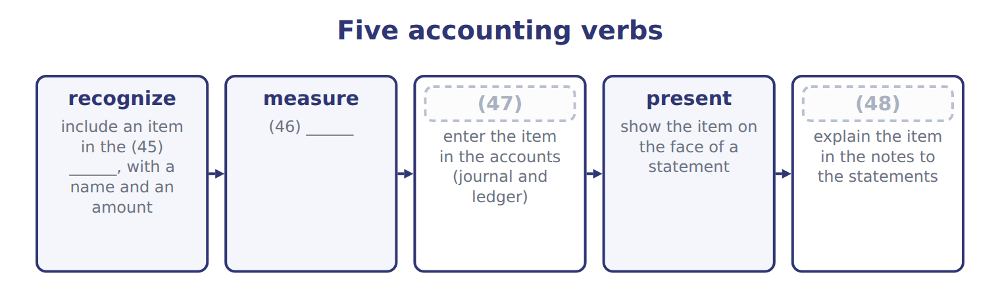 Five accounting verbs
recognize
include an item
in the (45)
______, with a
name and an
amount
measure
(46) ______
(47)
enter the item
in the accounts
(journal and
ledger)
present
show the item on
the face of a
statement
(48)
explain the item
in the notes to
the statements